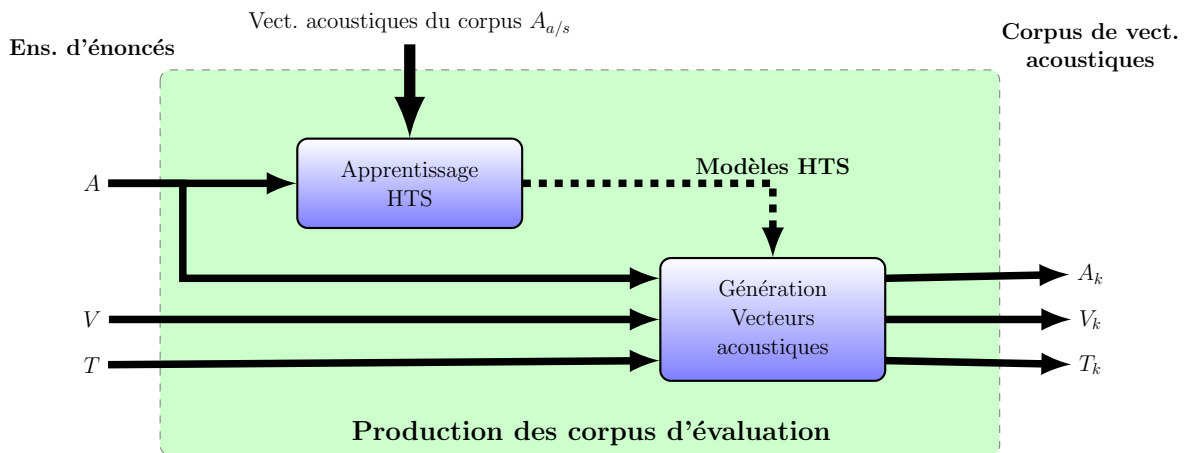 Vect. acoustiques du corpus A_{a/s}
Ens. d'énoncés
Corpus de vect.
acoustiques
Apprentissage
HTS
Modèles HTS
A
Génération
Vecteurs
acoustiques
A_k
V
V_k
T
T_k
Production des corpus d'évaluation